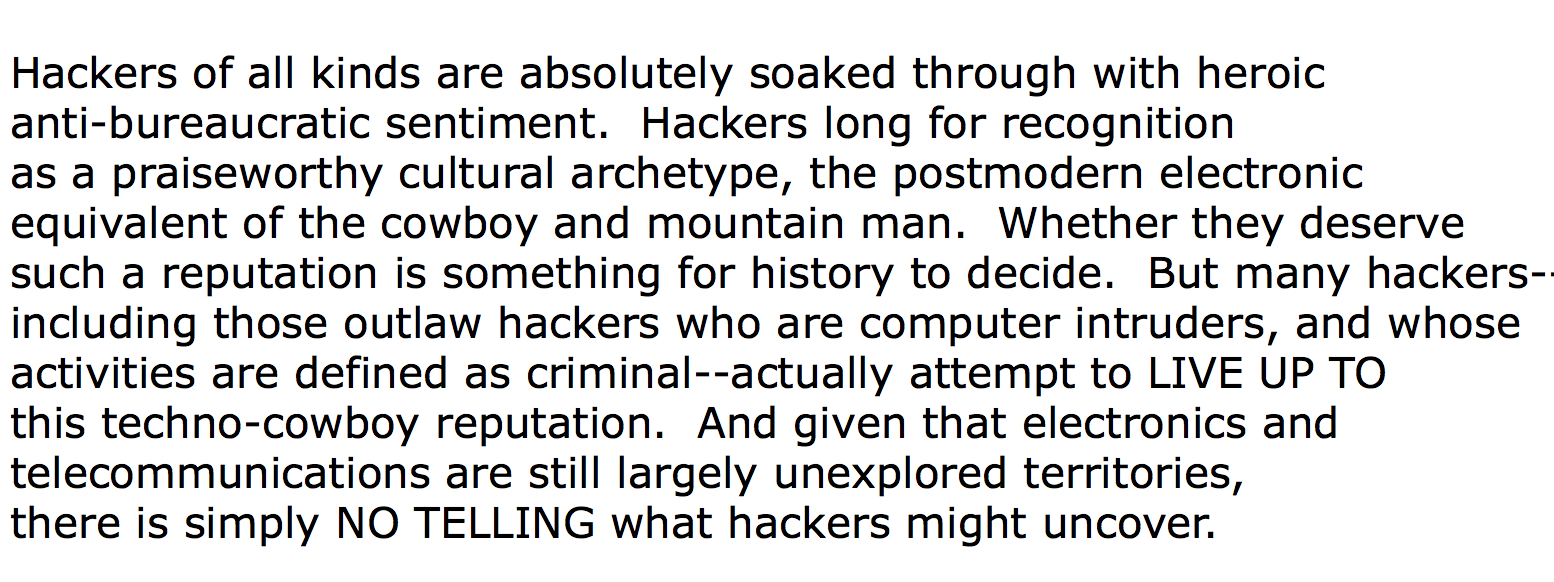 Hackers of all kinds are absolutely soaked through with heroic
anti-bureaucratic sentiment.  Hackers long for recognition
as a praiseworthy cultural archetype, the postmodern electronic
equivalent of the cowboy and mountain man.  Whether they deserve
such a reputation is something for history to decide.  But many hackers--
including those outlaw hackers who are computer intruders, and whose
activities are defined as criminal--actually attempt to LIVE UP TO
this techno-cowboy reputation.  And given that electronics and
telecommunications are still largely unexplored territories,
there is simply NO TELLING what hackers might uncover.